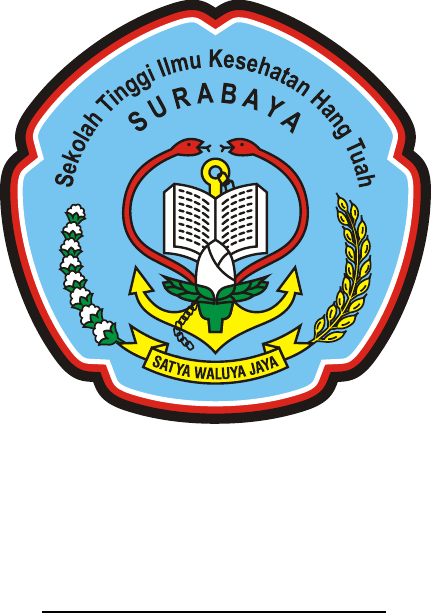 Sekolah Tinggi Ilmu Kesehatan Hang Tuah
SURABAYA
SATYA WALUYA JAYA